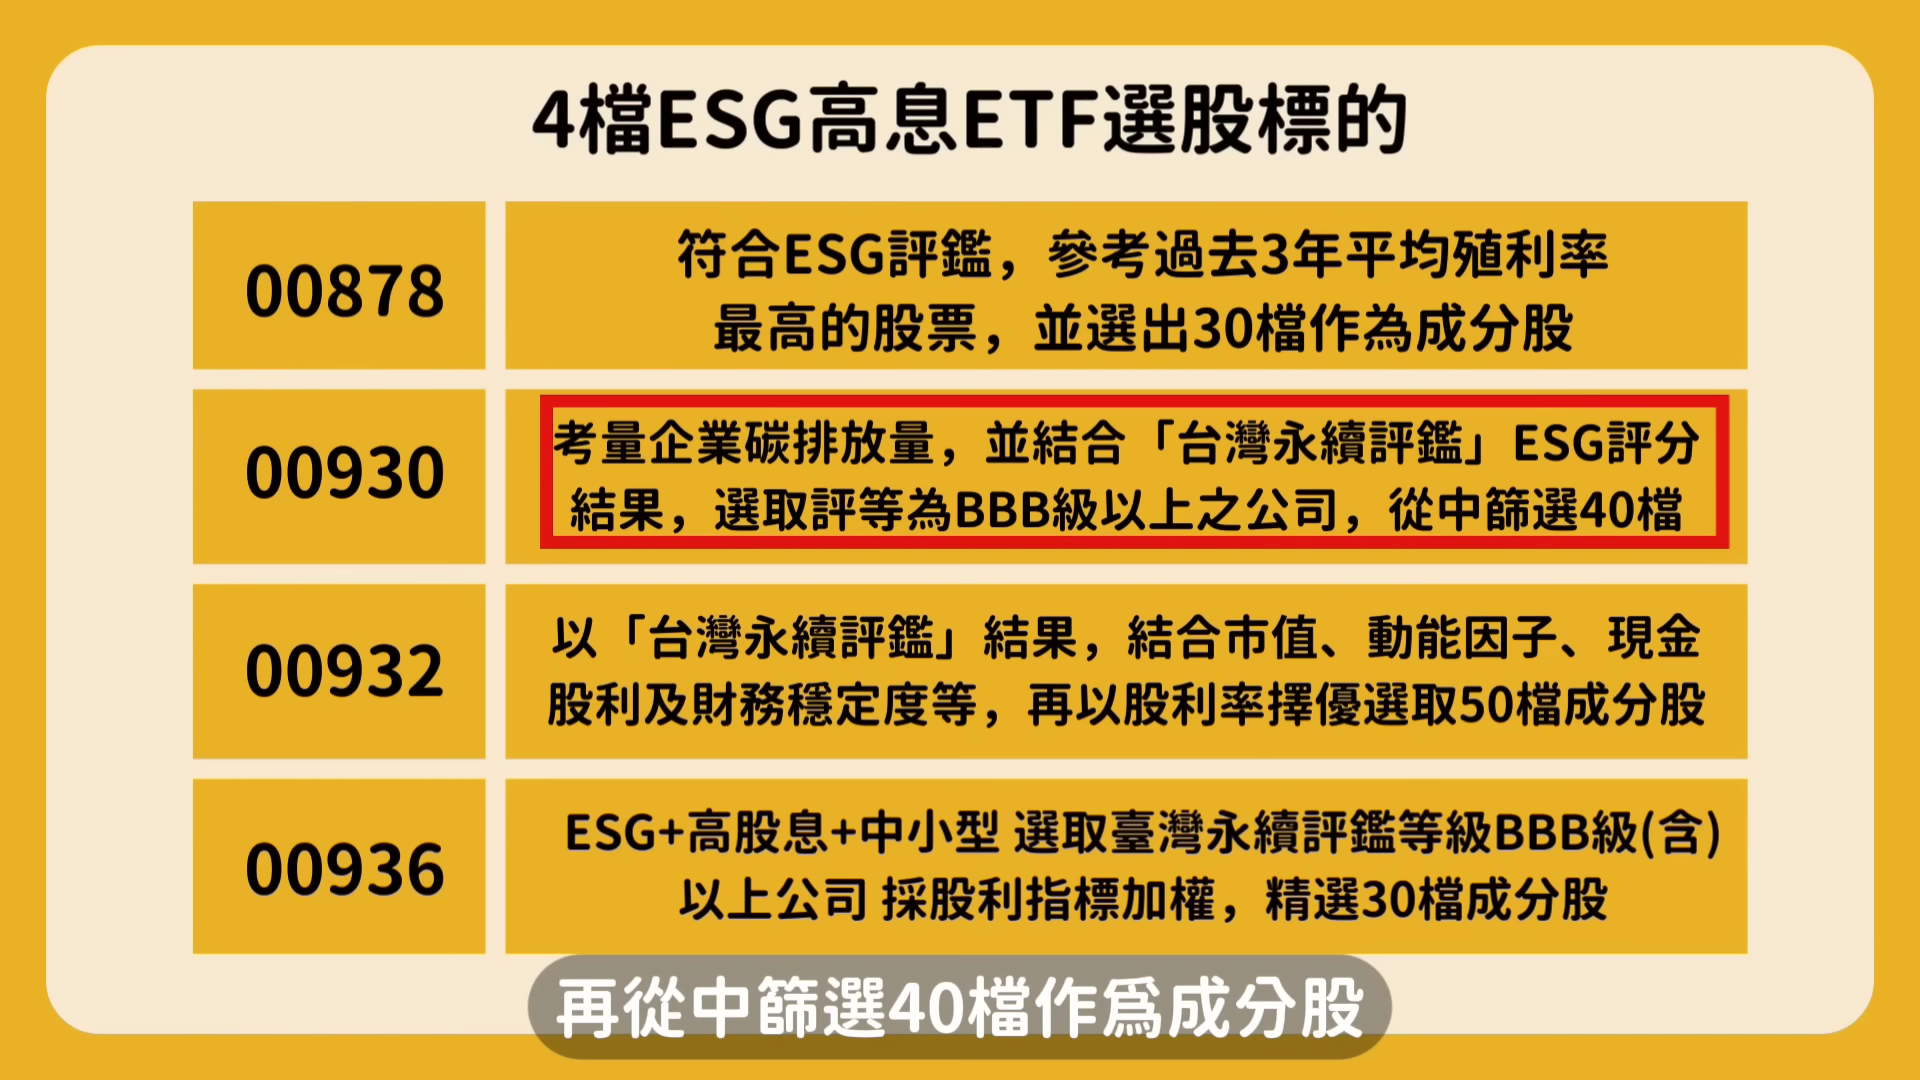 4檔ESG高息ETF選股標的
00878
符合ESG評鑑，參考過去3年平均殖利率
最高的股票，並選出30檔作為成分股
00930
考量企業碳排放量，並結合「台灣永續評鑑」ESG評分
結果，選取評等為BBB級以上之公司，從中篩選40檔
00932
以「台灣永續評鑑」結果，結合市值、動能因子、現金
股利及財務穩定度等，再以股利率擇優選取50檔成分股
00936
ESG+高股息+中小型 選取臺灣永續評鑑等級BBB級(含)
以上公司 採股利指標加權，精選30檔成分股
再從中篩選40檔作爲成分股